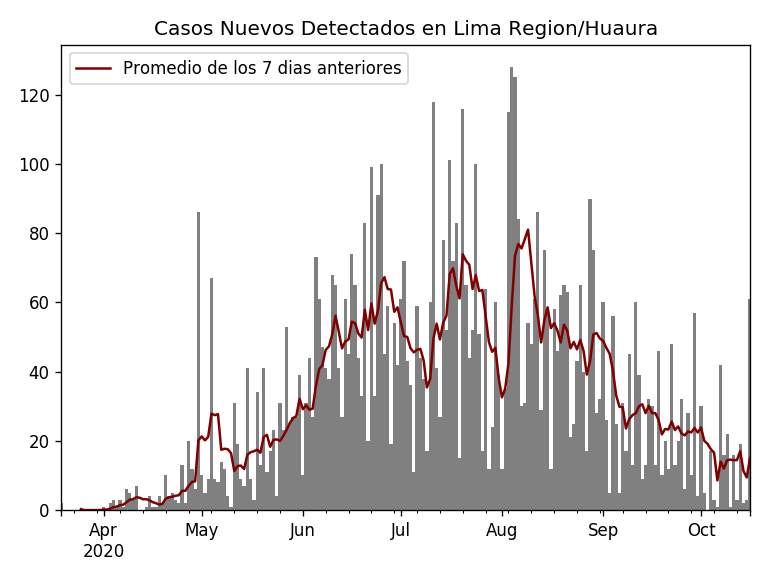 Casos Nuevos Detectados en Lima Region/Huaura
Promedio de los 7 dias anteriores
120
100
80
60
40
20
0
Apr May Jun Jul Aug Sep Oct
2020